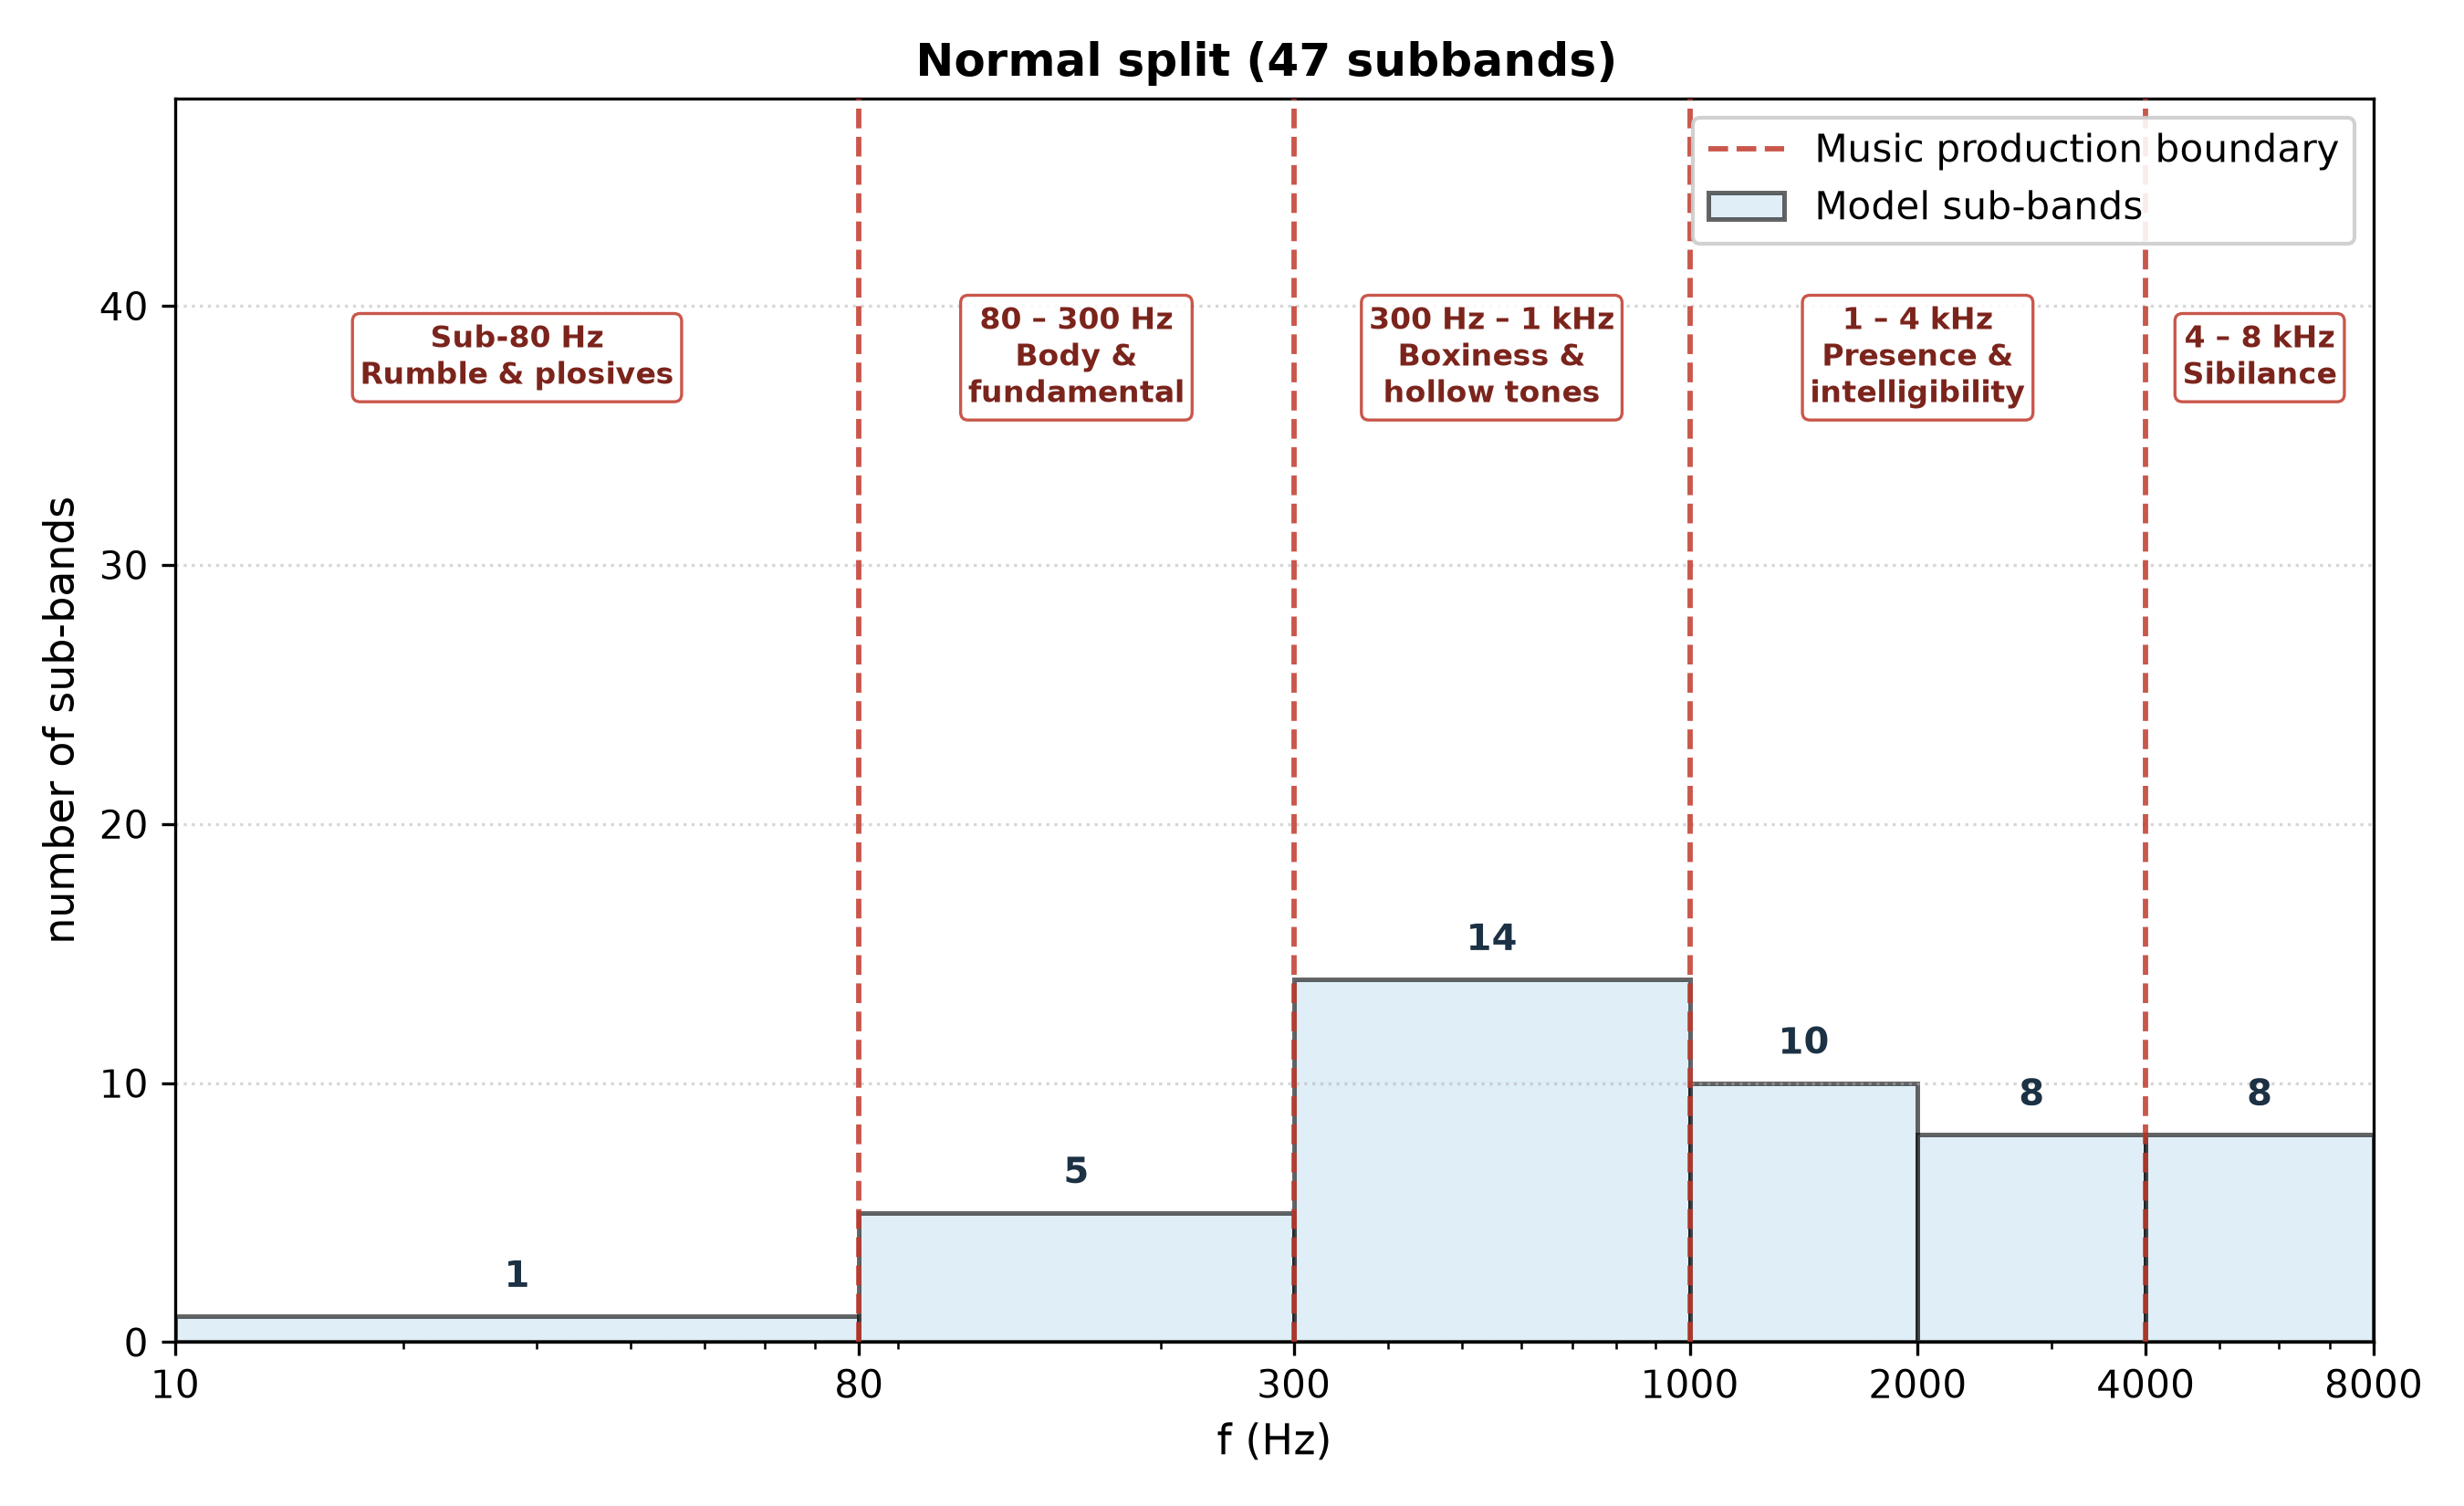 Normal split (47 subbands)
Music production boundary
Model sub-bands
Sub-80 Hz
Rumble & plosives
80 – 300 Hz
Body &
fundamental
300 Hz – 1 kHz
Boxiness &
hollow tones
1 – 4 kHz
Presence &
intelligibility
4 – 8 kHz
Sibilance
number of sub-bands
40
30
20
10
0
1
5
14
10
8
8
10
80
300
1000
2000
4000
8000
f (Hz)